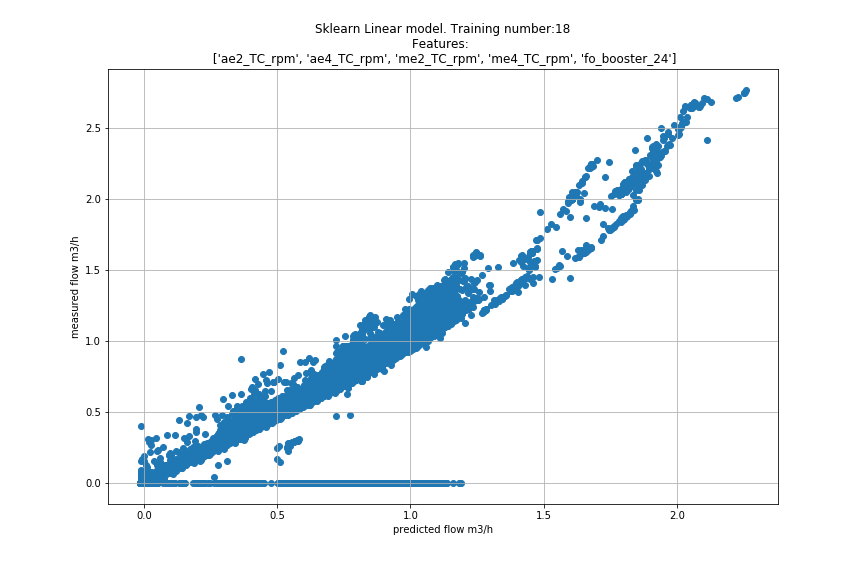 Sklearn Linear model. Training number:18
Features:
['ae2_TC_rpm', 'ae4_TC_rpm', 'me2_TC_rpm', 'me4_TC_rpm', 'fo_booster_24']
measured flow m3/h
2.5
2.0
1.5
1.0
0.5
0.0
0.0 0.5 1.0 1.5 2.0
predicted flow m3/h